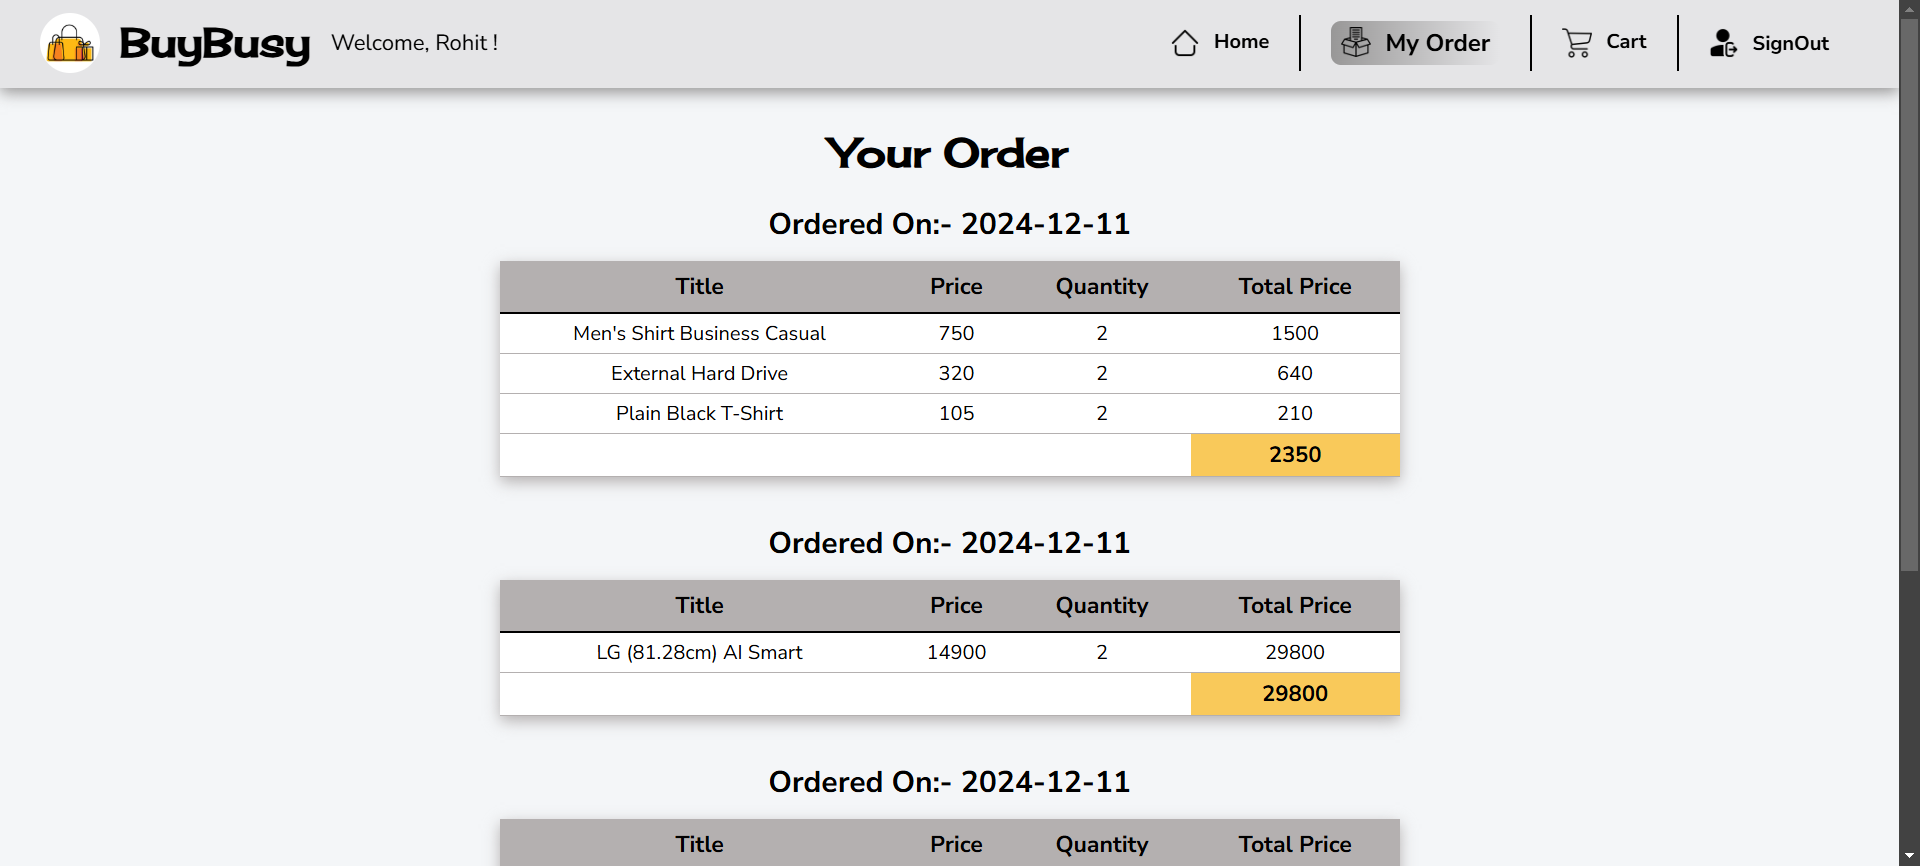 BuyBusy Welcome, Rohit ! Home My Order Cart SignOut
Your Order
Ordered On:- 2024-12-11
Title Price Quantity Total Price
Men's Shirt Business Casual 750 2 1500
External Hard Drive 320 2 640
Plain Black T-Shirt 105 2 210
2350
Ordered On:- 2024-12-11
Title Price Quantity Total Price
LG (81.28cm) AI Smart 14900 2 29800
29800
Ordered On:- 2024-12-11
Title Price Quantity Total Price